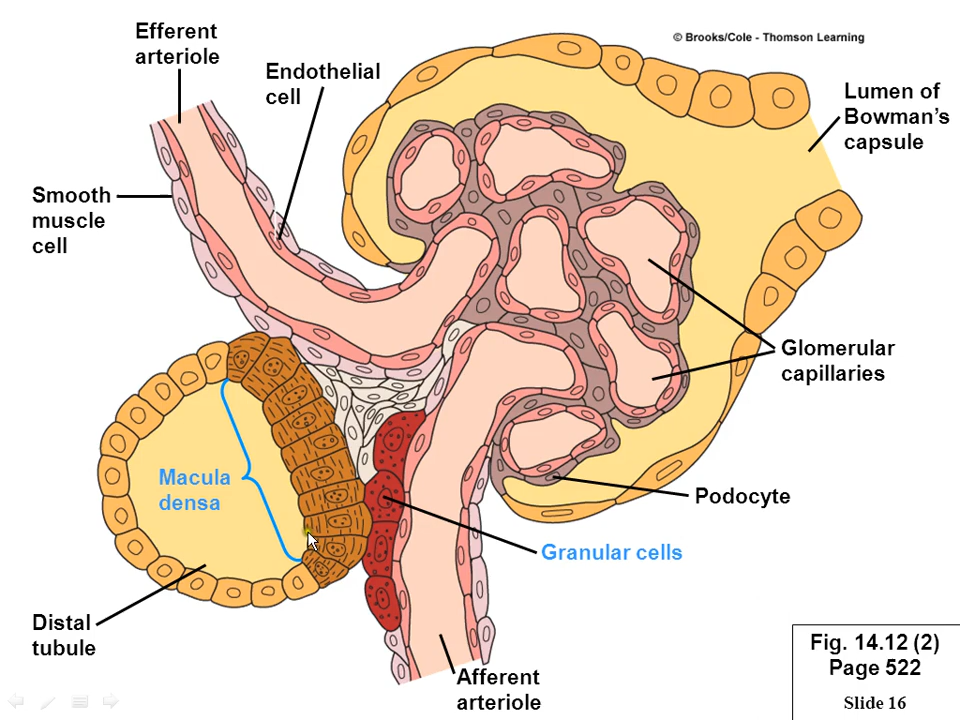 Efferent
arteriole
© Brooks/Cole - Thomson Learning
Endothelial
cell
Lumen of
Bowman's
capsule
Smooth
muscle
cell
Glomerular
capillaries
Macula
densa
Podocyte
Granular cells
Distal
tubule
Afferent
arteriole
Fig. 14.12 (2)
Page 522
Slide 16